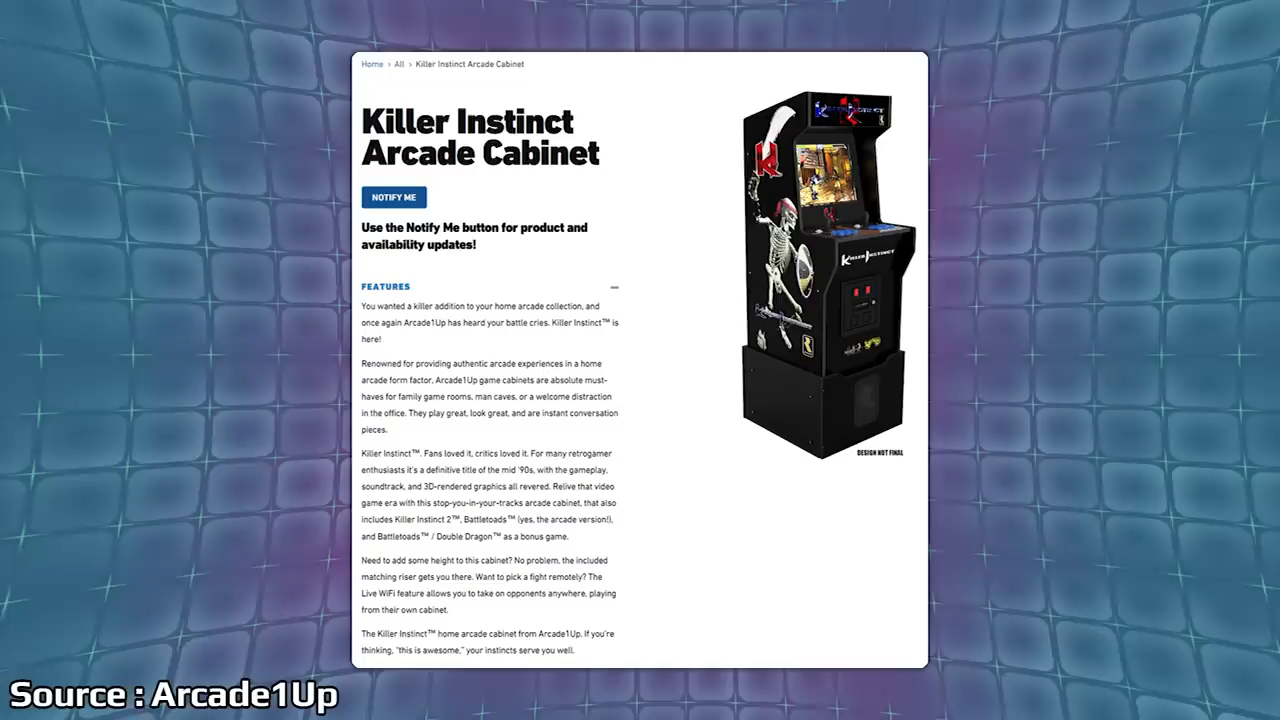 Home > All > Killer Instinct Arcade Cabinet
Killer Instinct
Arcade Cabinet
NOTIFY ME
Use the Notify Me button for product and
availability updates!
FEATURES
You wanted a killer addition to your home arcade collection, and
once again Arcade1Up has heard your battle cries. Killer Instinct™ is
here!
Renowned for providing authentic arcade experiences in a home
arcade form factor, Arcade1Up game cabinets are absolute must-
haves for family game rooms, man caves, or a welcome distraction
in the office. They play great, look great, and are instant conversation
pieces.
Killer Instinct™. Fans loved it, critics loved it. For many retrogamer
enthusiasts it's a definitive title of the mid '90s, with the gameplay,
soundtrack, and 3D-rendered graphics all revered. Relive that video
game era with this stop-you-in-your-tracks arcade cabinet, that also
includes Killer Instinct 2™, Battletoads™ (yes, the arcade version!),
and Battletoads™ / Double Dragon™ as a bonus game.
Need to add some height to this cabinet? No problem, the included
matching riser gets you there. Want to pick a fight remotely? The
Live WiFi feature allows you to take on opponents anywhere, playing
from their own cabinet.
The Killer Instinct™ home arcade cabinet from Arcade1Up. If you're
thinking, "this is awesome," your instincts serve you well.
Killer Instinct
Killer Instinct
DESIGN NOT FINAL
Source : Arcade1Up